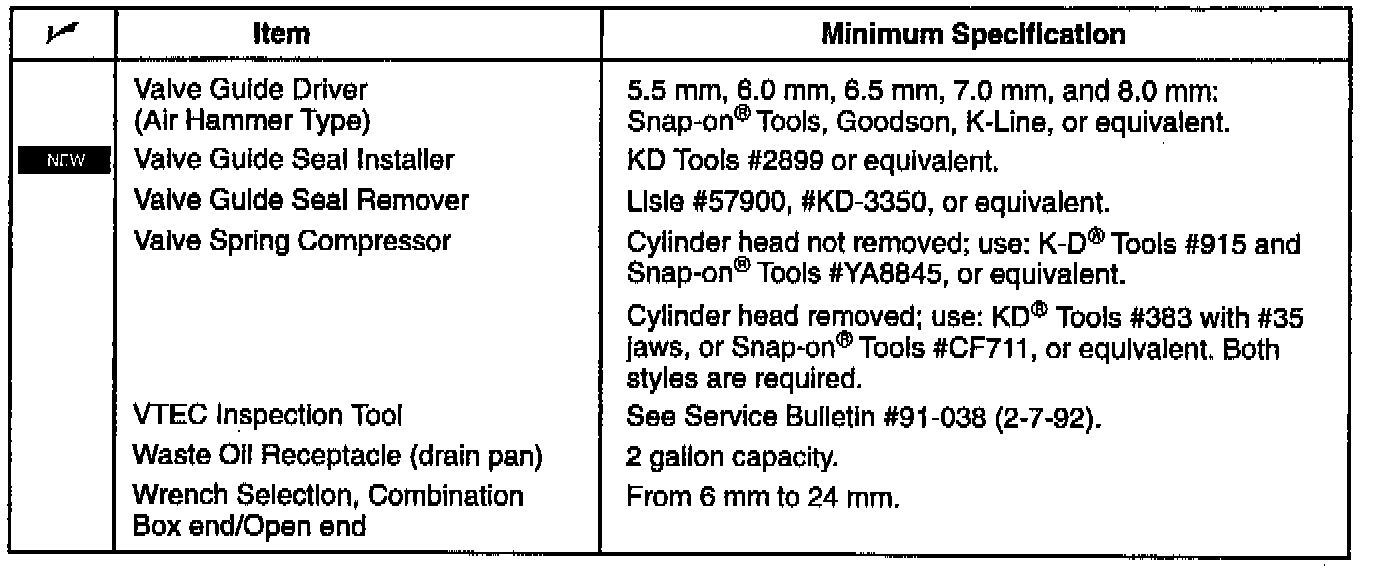 ✓ Item Minimum Specification
Valve Guide Driver 5.5 mm, 6.0 mm, 6.5 mm, 7.0 mm, and 8.0 mm:
(Air Hammer Type) Snap-on® Tools, Goodson, K-Line, or equivalent.
NEW Valve Guide Seal Installer KD Tools #2899 or equivalent.
Valve Guide Seal Remover Lisle #57900, #KD-3350, or equivalent.
Valve Spring Compressor Cylinder head not removed; use: K-D® Tools #915 and
Snap-on® Tools #YA8845, or equivalent.
Cylinder head removed; use: KD® Tools #383 with #35
jaws, or Snap-on® Tools #CF711, or equivalent. Both
styles are required.
VTEC Inspection Tool See Service Bulletin #91-038 (2-7-92).
Waste Oil Receptacle (drain pan) 2 gallon capacity.
Wrench Selection, Combination From 6 mm to 24 mm.
Box end/Open end